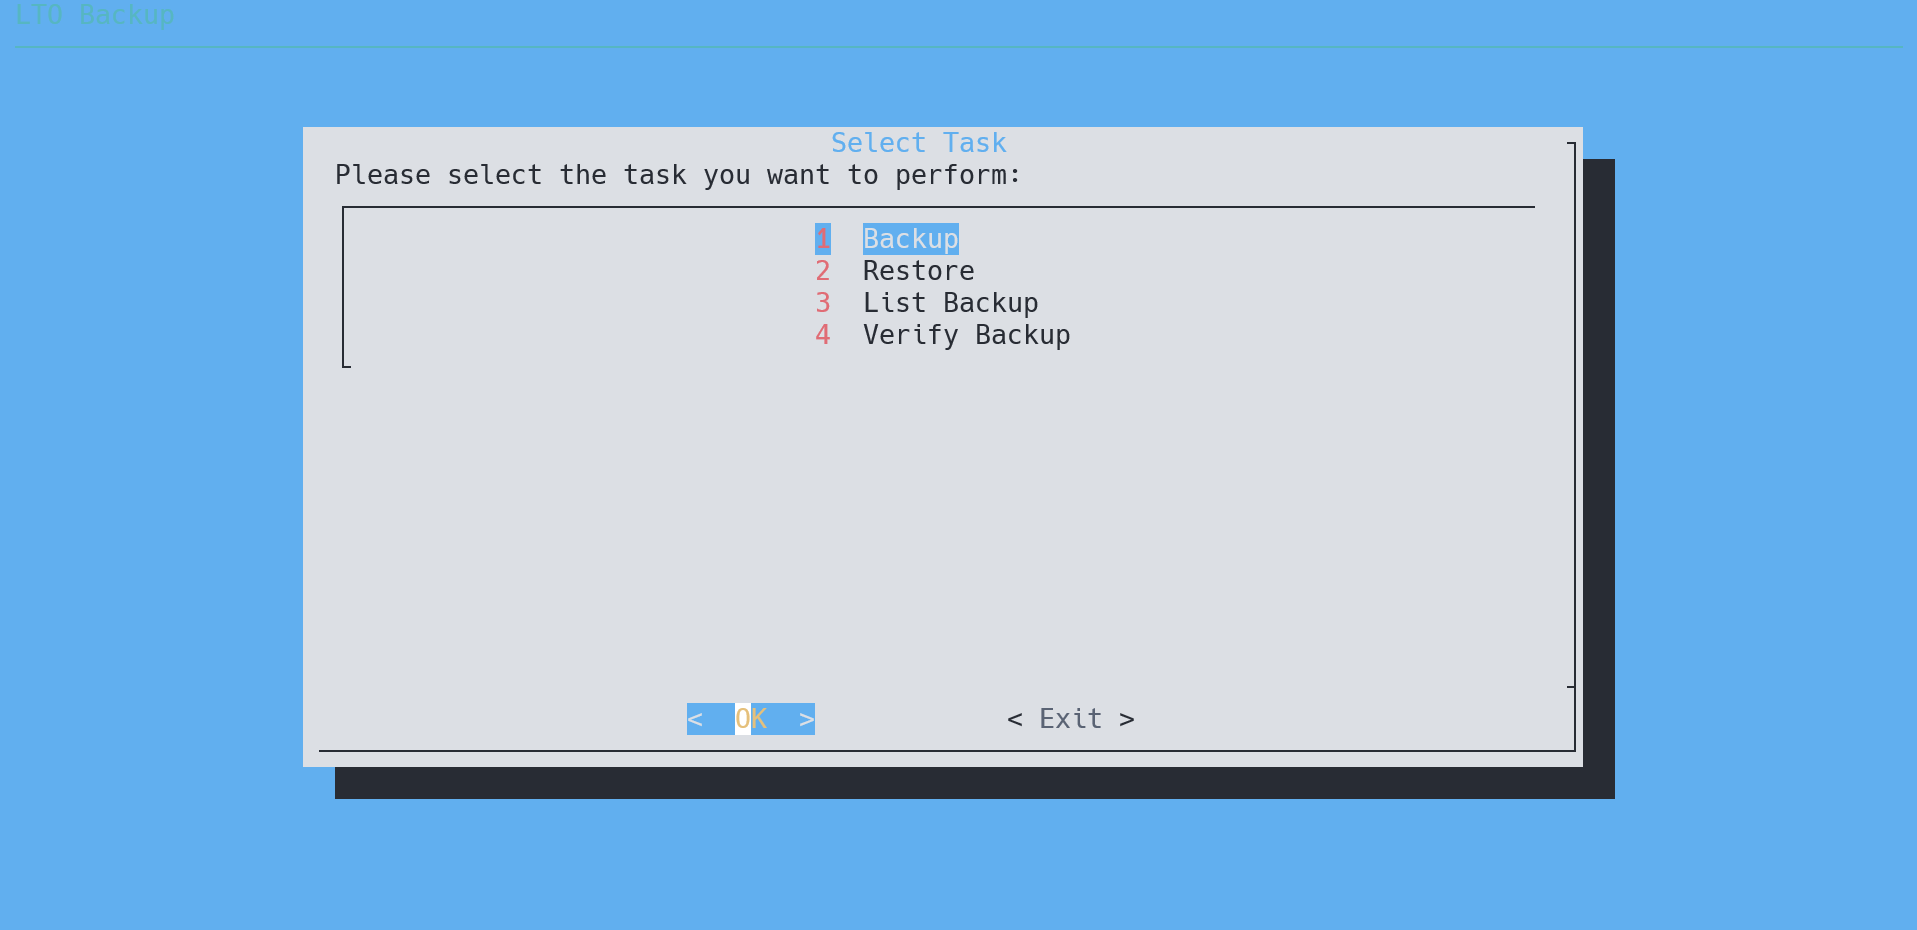 LTO Backup
Select Task
Please select the task you want to perform:
1 Backup
2 Restore
3 List Backup
4 Verify Backup
< OK > < Exit >